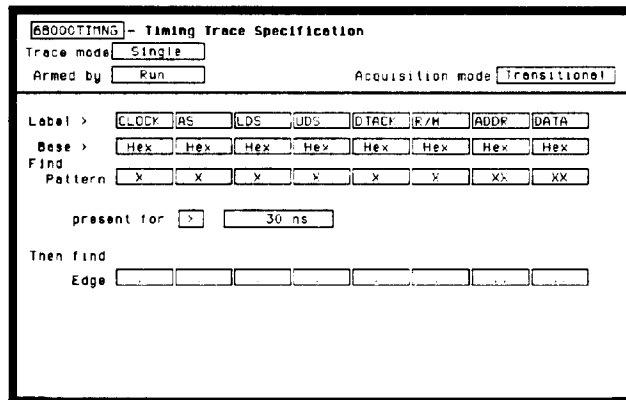 68000TIMNG - Timing Trace Specification
Trace mode Single
Armed by Run Acquisition mode Transitional
Label > CLOCK AS LDS UDS DTACK R/W ADDR DATA
Base > Hex Hex Hex Hex Hex Hex Hex Hex
Find
Pattern X X X X X X XX XX
present for > 30 ns
Then find
Edge . . . . . . .. ..